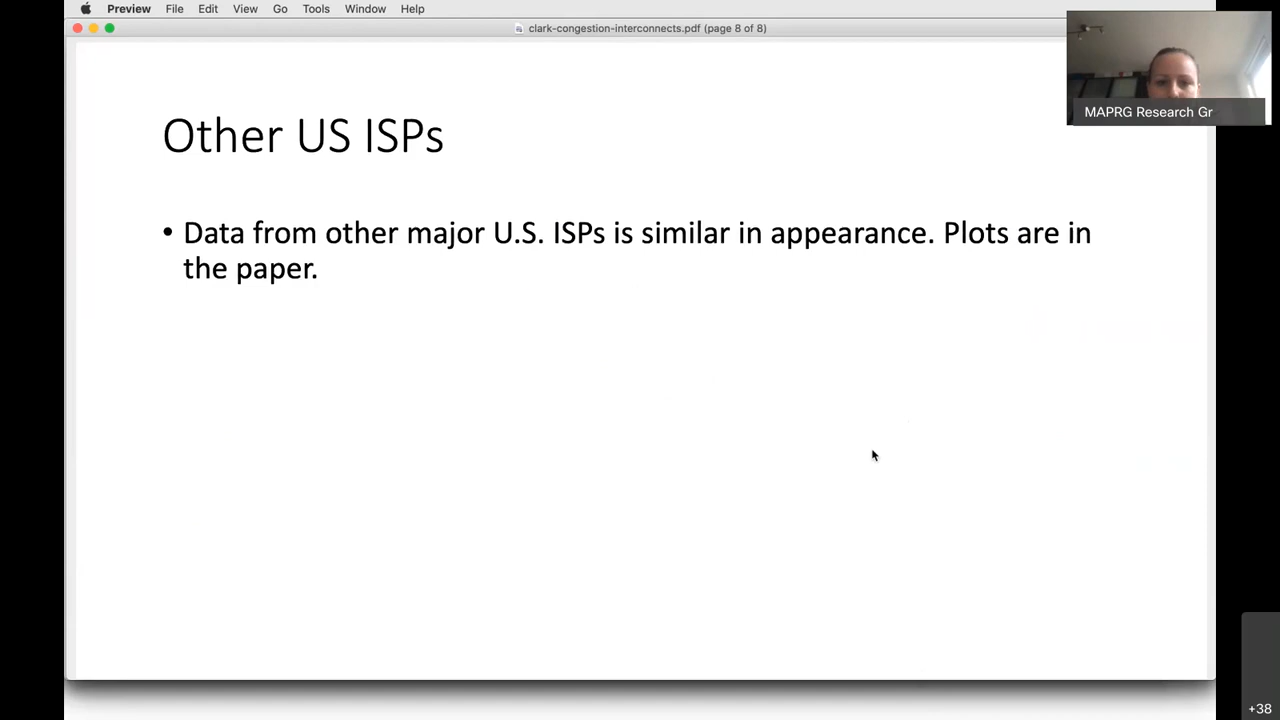 Preview File Edit View Go Tools Window Help
clark-congestion-interconnects.pdf (page 8 of 8)
MAPRG Research Gr
Other US ISPs
• Data from other major U.S. ISPs is similar in appearance. Plots are in
the paper.
+38